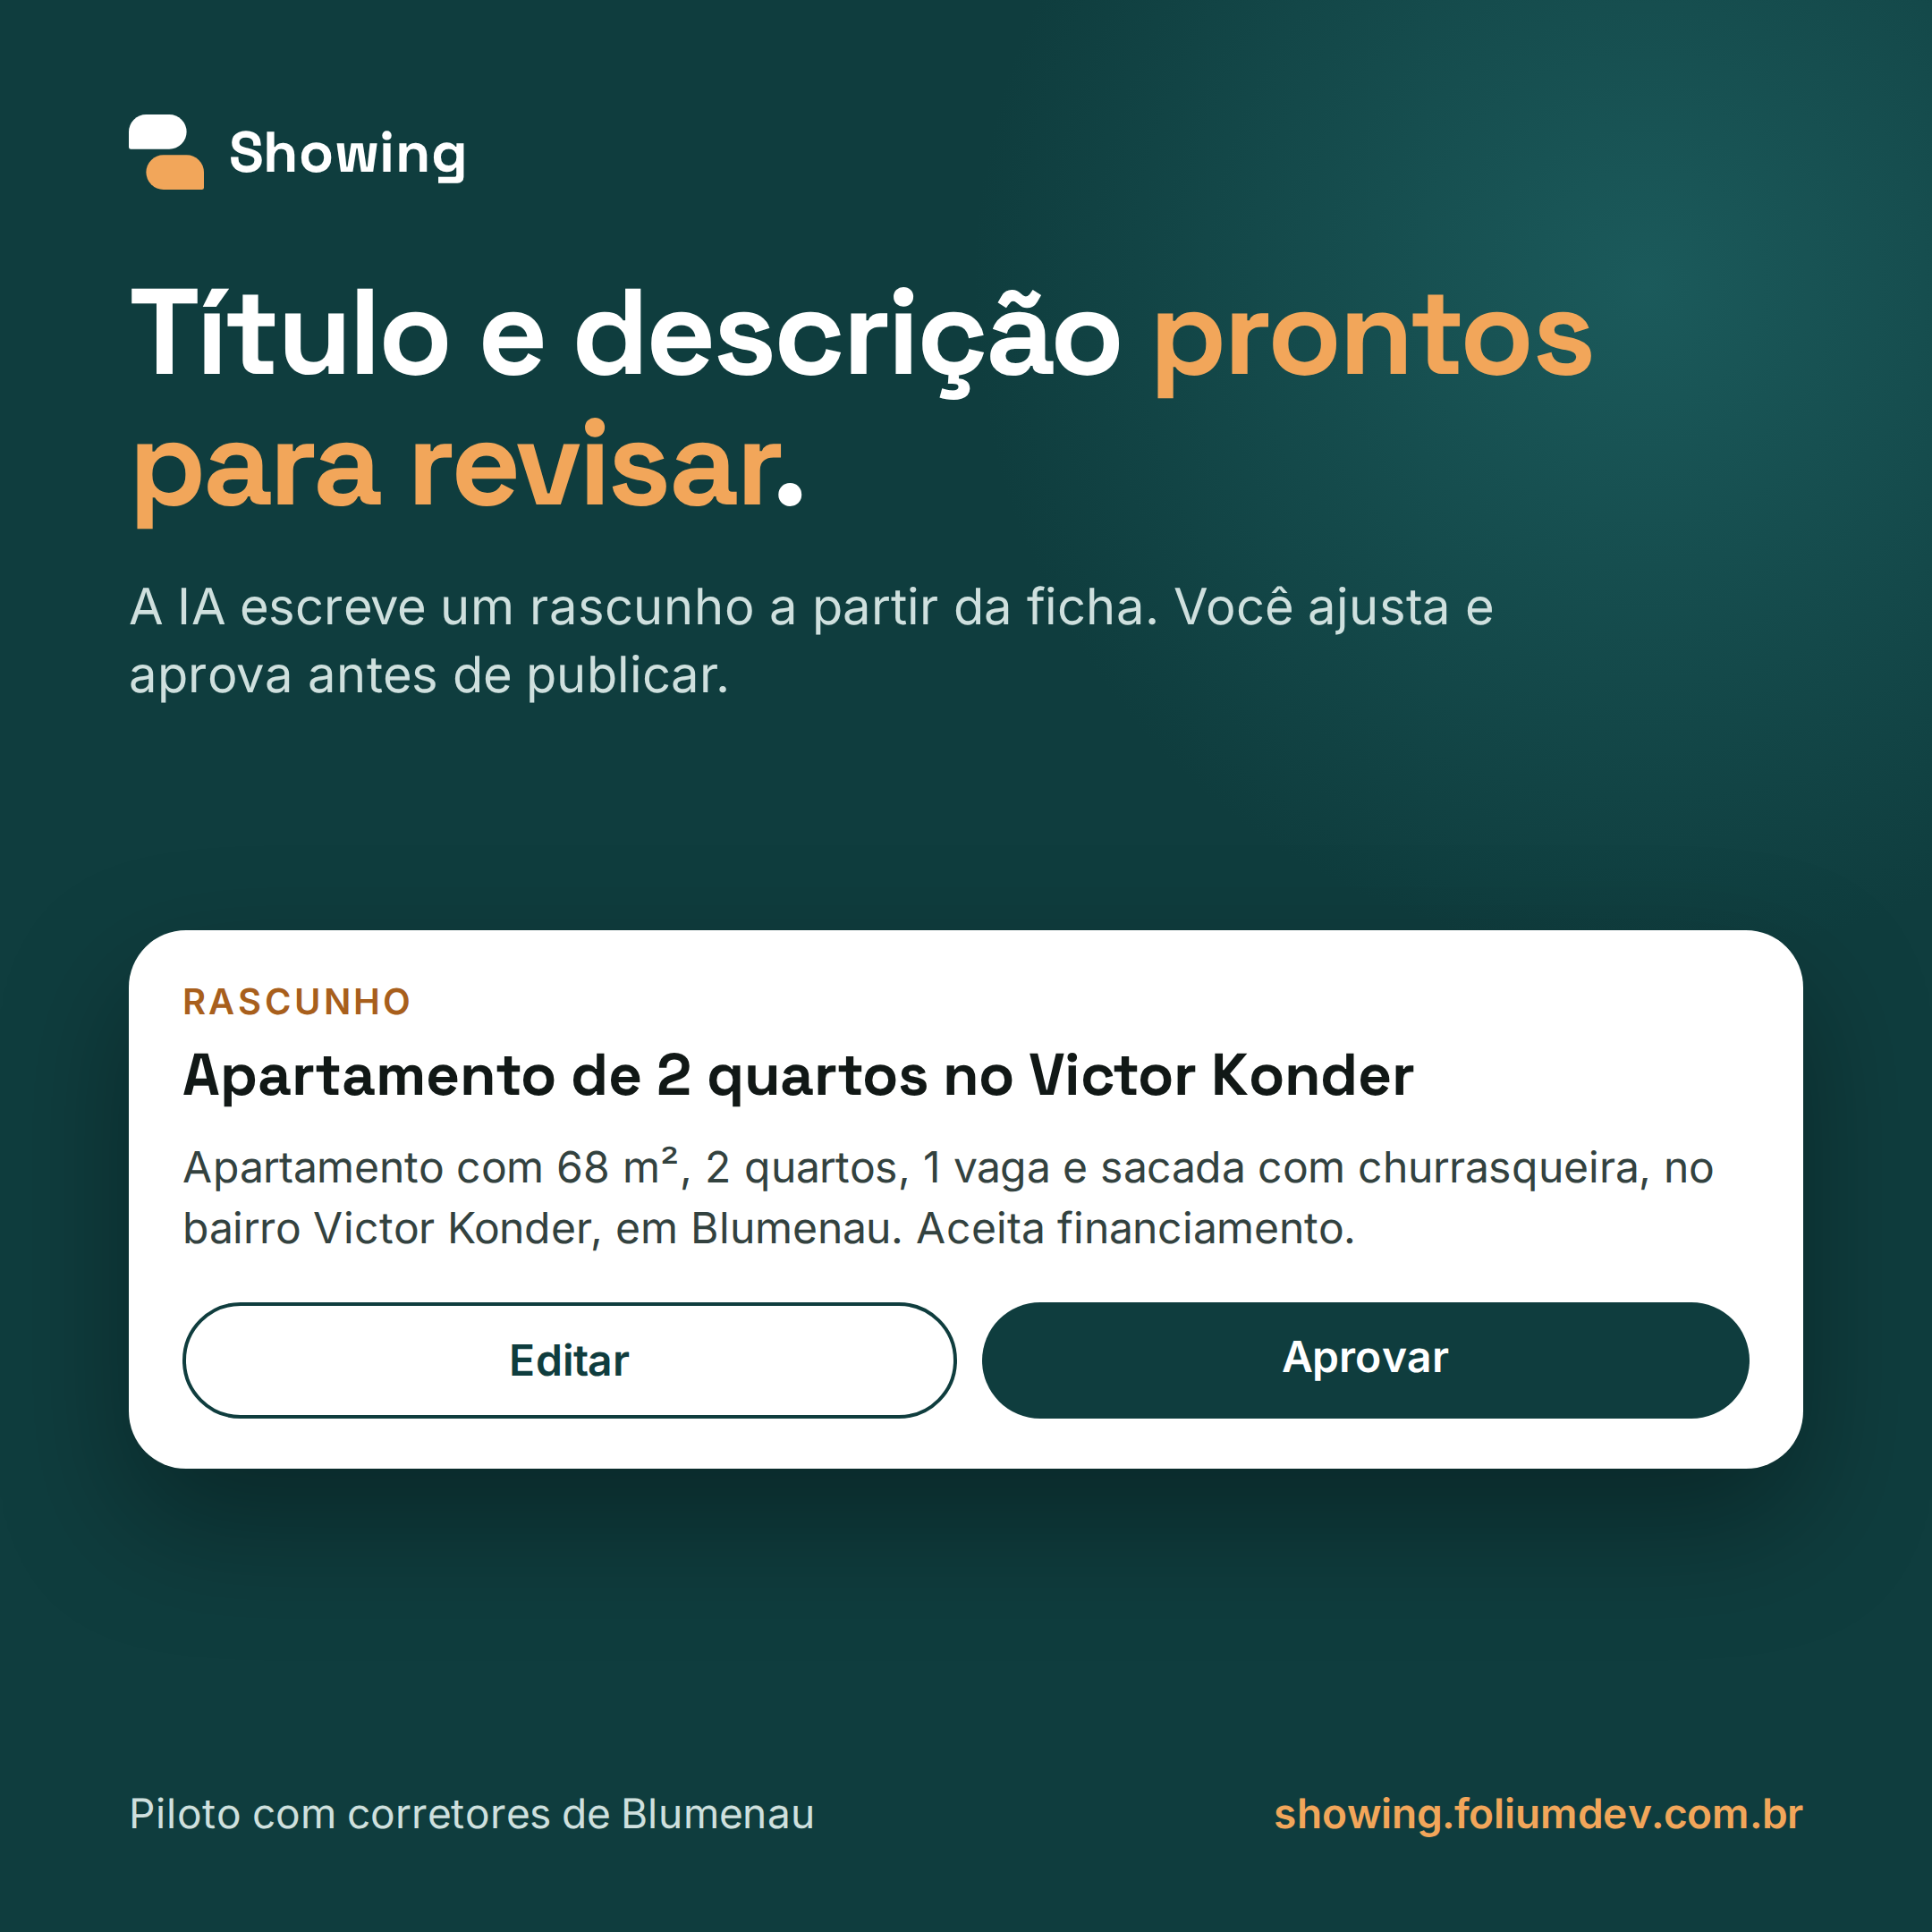 Showing
Título e descrição prontos
para revisar.
A IA escreve um rascunho a partir da ficha. Você ajusta e
aprova antes de publicar.
RASCUNHO
Apartamento de 2 quartos no Victor Konder
Apartamento com 68 m², 2 quartos, 1 vaga e sacada com churrasqueira, no
bairro Victor Konder, em Blumenau. Aceita financiamento.
Editar
Aprovar
Piloto com corretores de Blumenau
showing.foliumdev.com.br